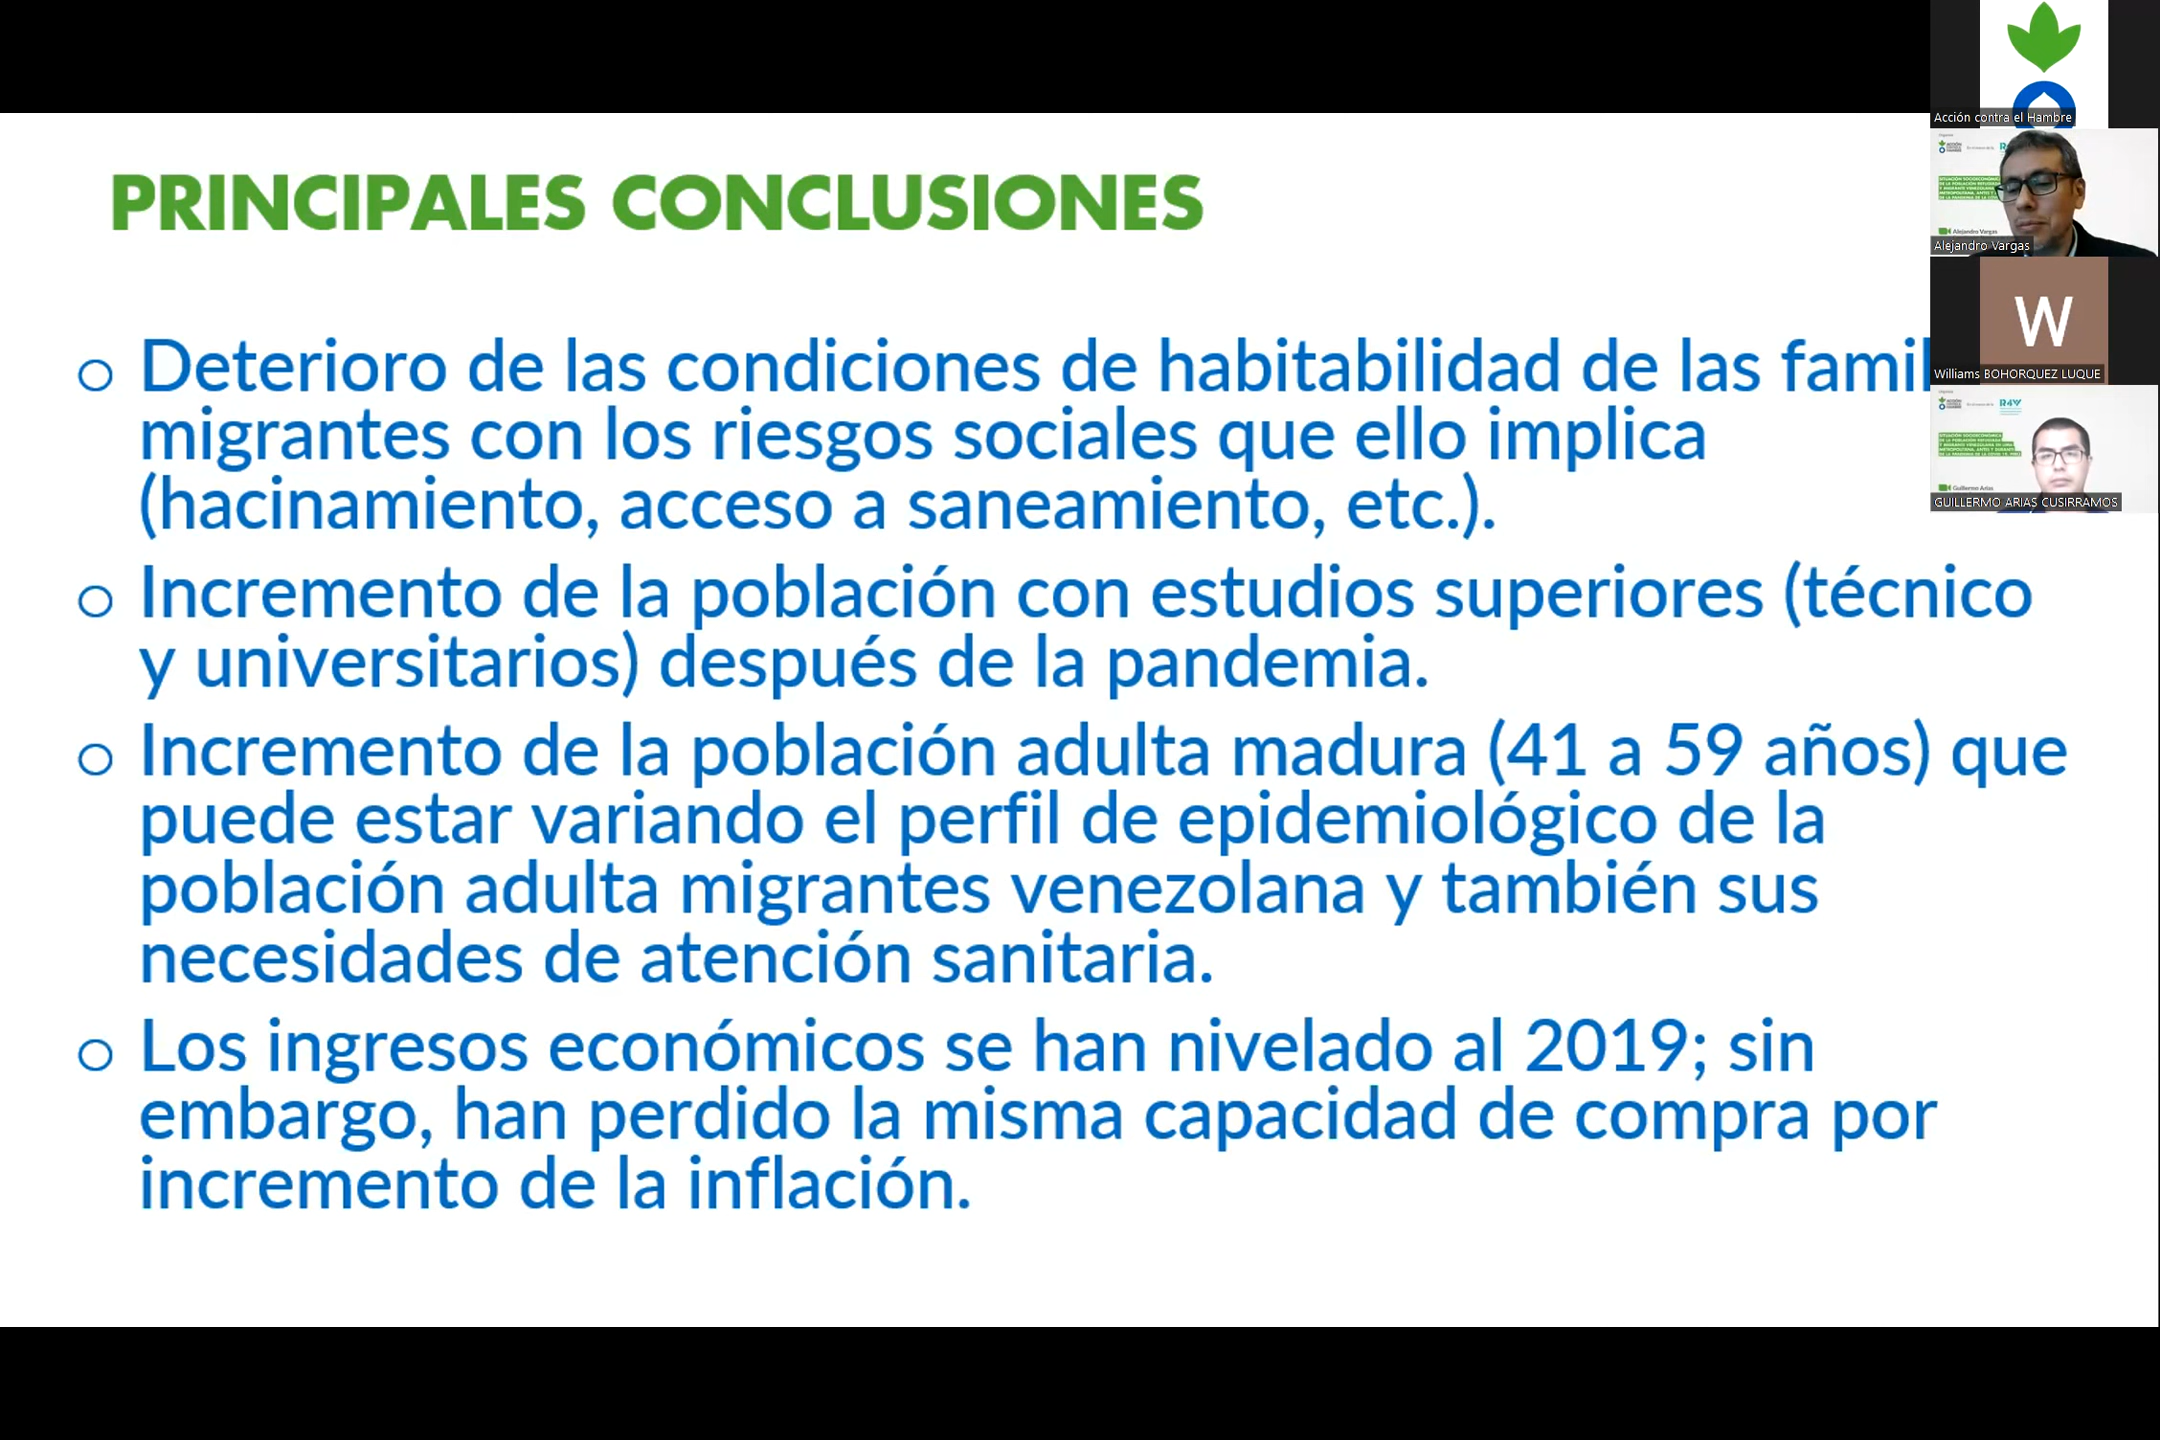 PRINCIPALES CONCLUSIONES
o Deterioro de las condiciones de habitabilidad de las famil
migrantes con los riesgos sociales que ello implica
(hacinamiento, acceso a saneamiento, etc.).
o Incremento de la población con estudios superiores (técnico
y universitarios) después de la pandemia.
o Incremento de la población adulta madura (41 a 59 años) que
puede estar variando el perfil de epidemiológico de la
población adulta migrantes venezolana y también sus
necesidades de atención sanitaria.
o Los ingresos económicos se han nivelado al 2019; sin
embargo, han perdido la misma capacidad de compra por
incremento de la inflación.
Acción contra el Hambre
Alejandro Vargas
Alejandro Vargas
W
Williams BOHORQUEZ LUQUE
R4V
Guillermo Arias
GUILLERMO ARIAS CUSIRRAMOS